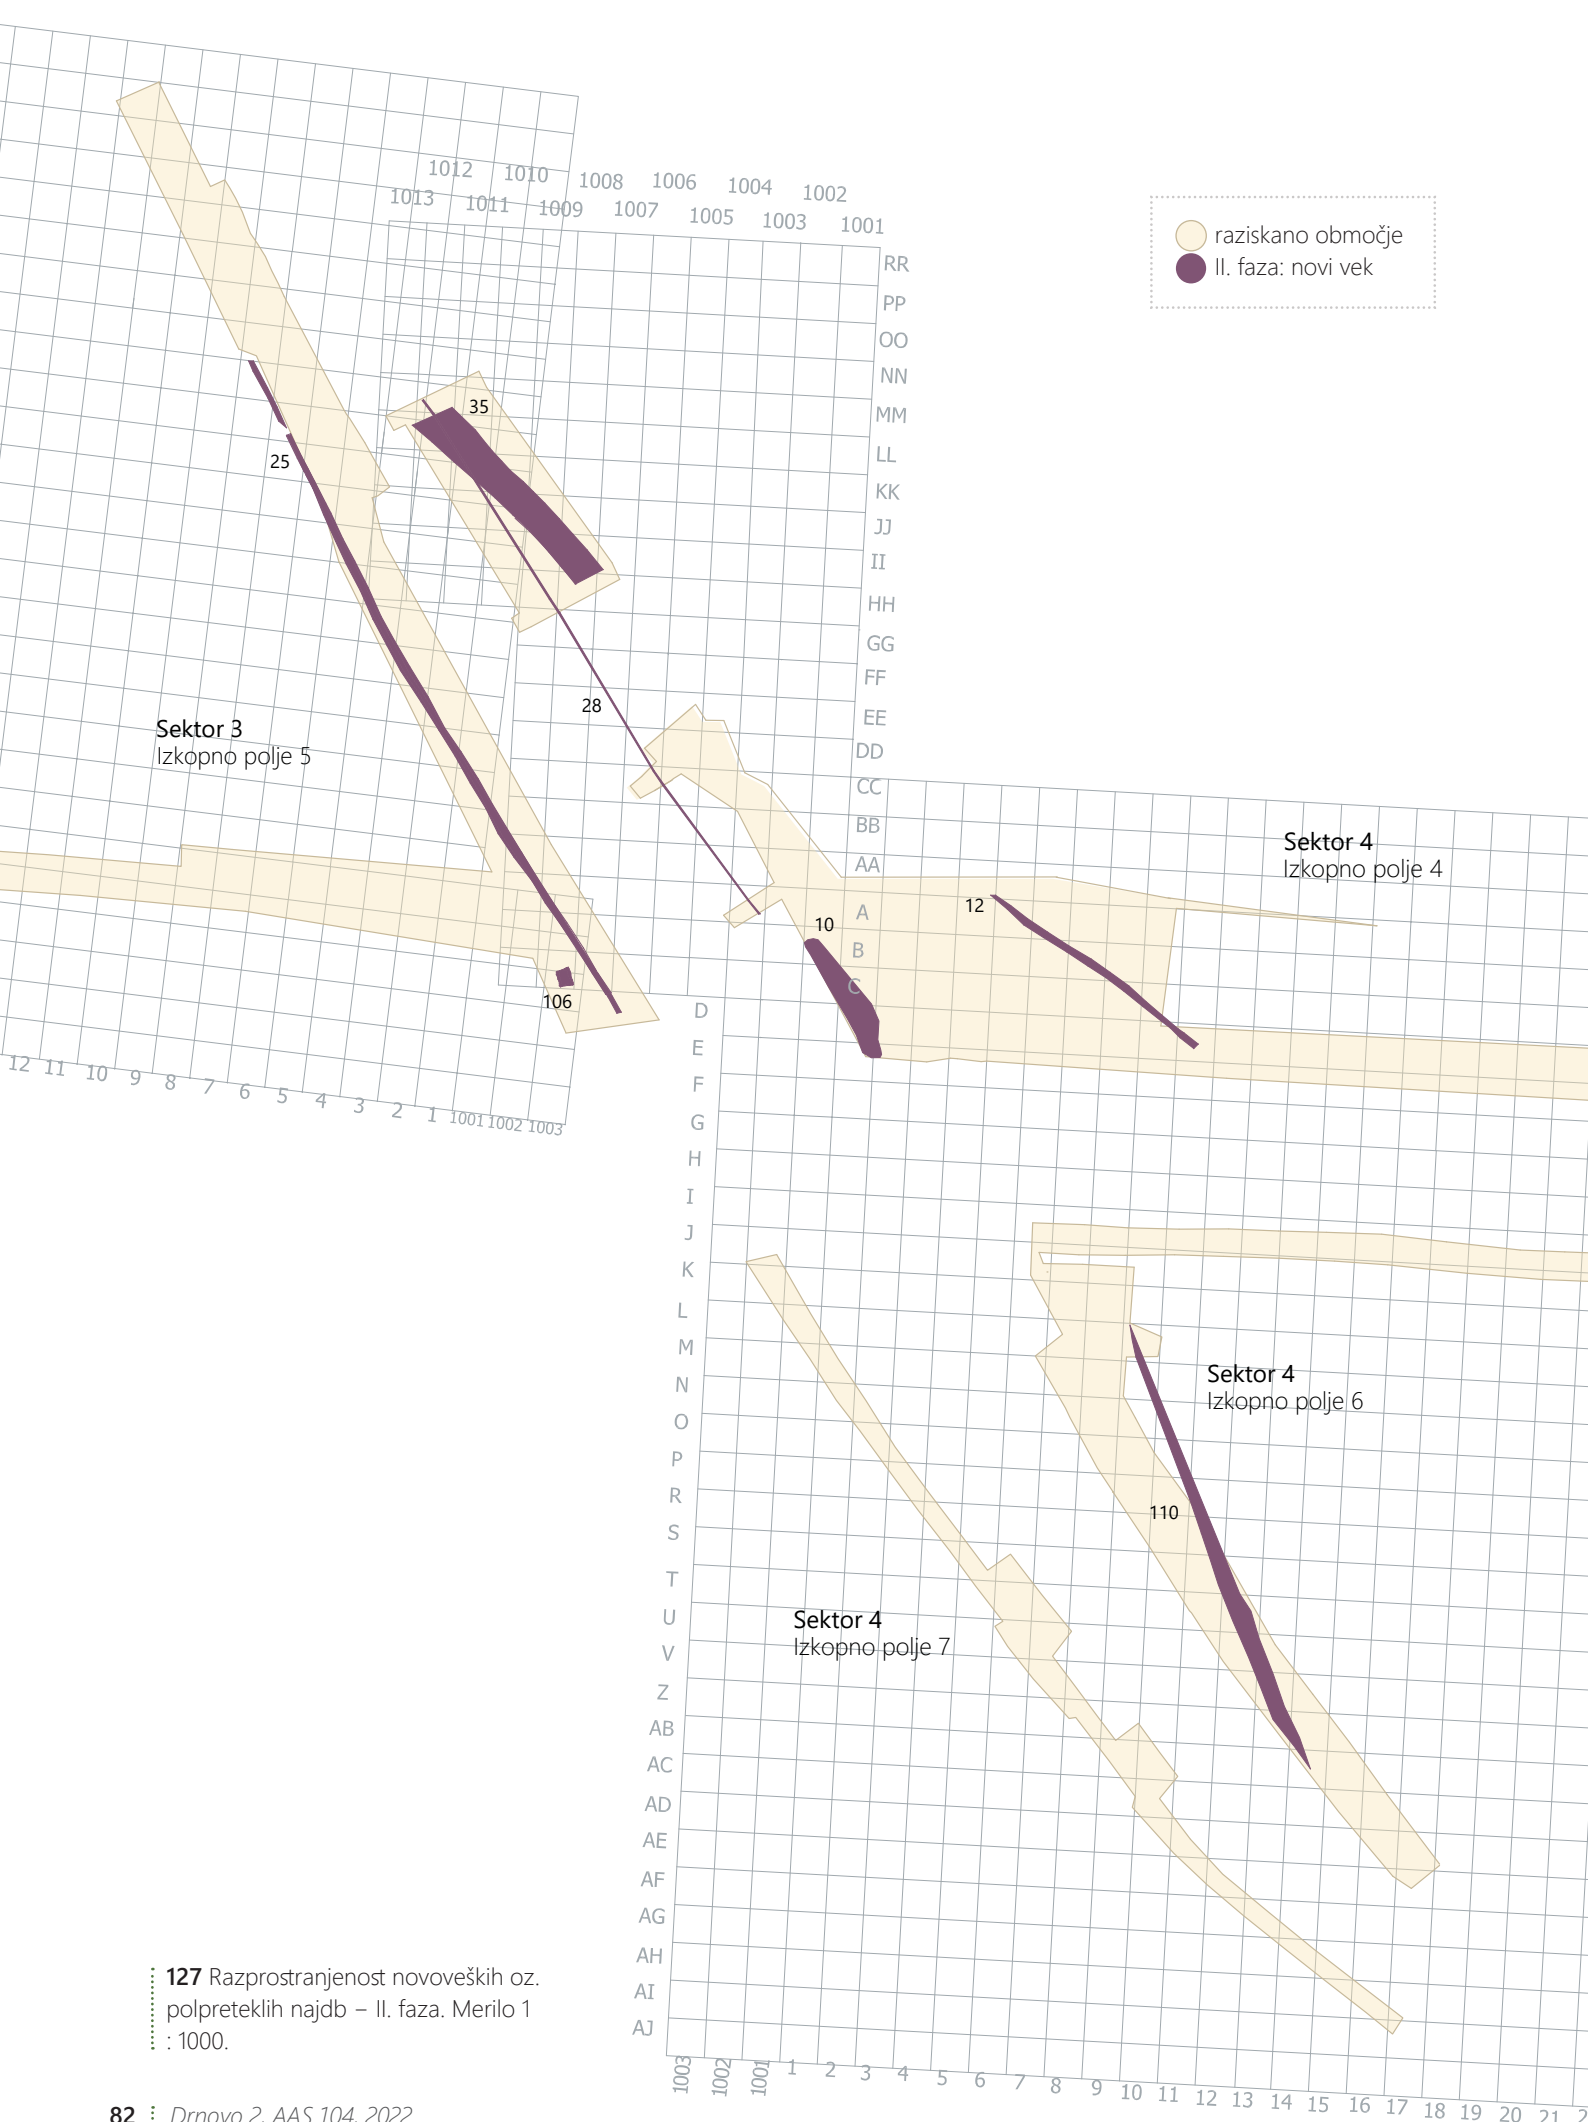 1012 1010 1008 1006 1004 1002
1013 1011 1009 1007 1005 1003 1001
raziskano območje
II. faza: novi vek
RR
PP
OO
NN
MM
LL
KK
JJ
II
HH
GG
FF
EE
DD
CC
BB
AA
A
B
C
D
E
F
G
H
I
J
K
L
M
N
O
P
R
S
T
U
V
Z
AB
AC
AD
AE
AF
AG
AH
AI
AJ
35
25
28
Sektor 3
Izkopno polje 5
106
10
12
Sektor 4
Izkopno polje 4
12 11 10 9 8 7 6 5 4 3 2 1 1001 1002 1003
Sektor 4
Izkopno polje 6
110
Sektor 4
Izkopno polje 7
1003 1002 1001 1 2 3 4 5 6 7 8 9 10 11 12 13 14 15 16 17 18 19 20 21
127 Razprostranjenost novoveških oz.
polpreteklih najdb – II. faza. Merilo 1
: 1000.
82 Drnovo 2, AAS 104, 2022